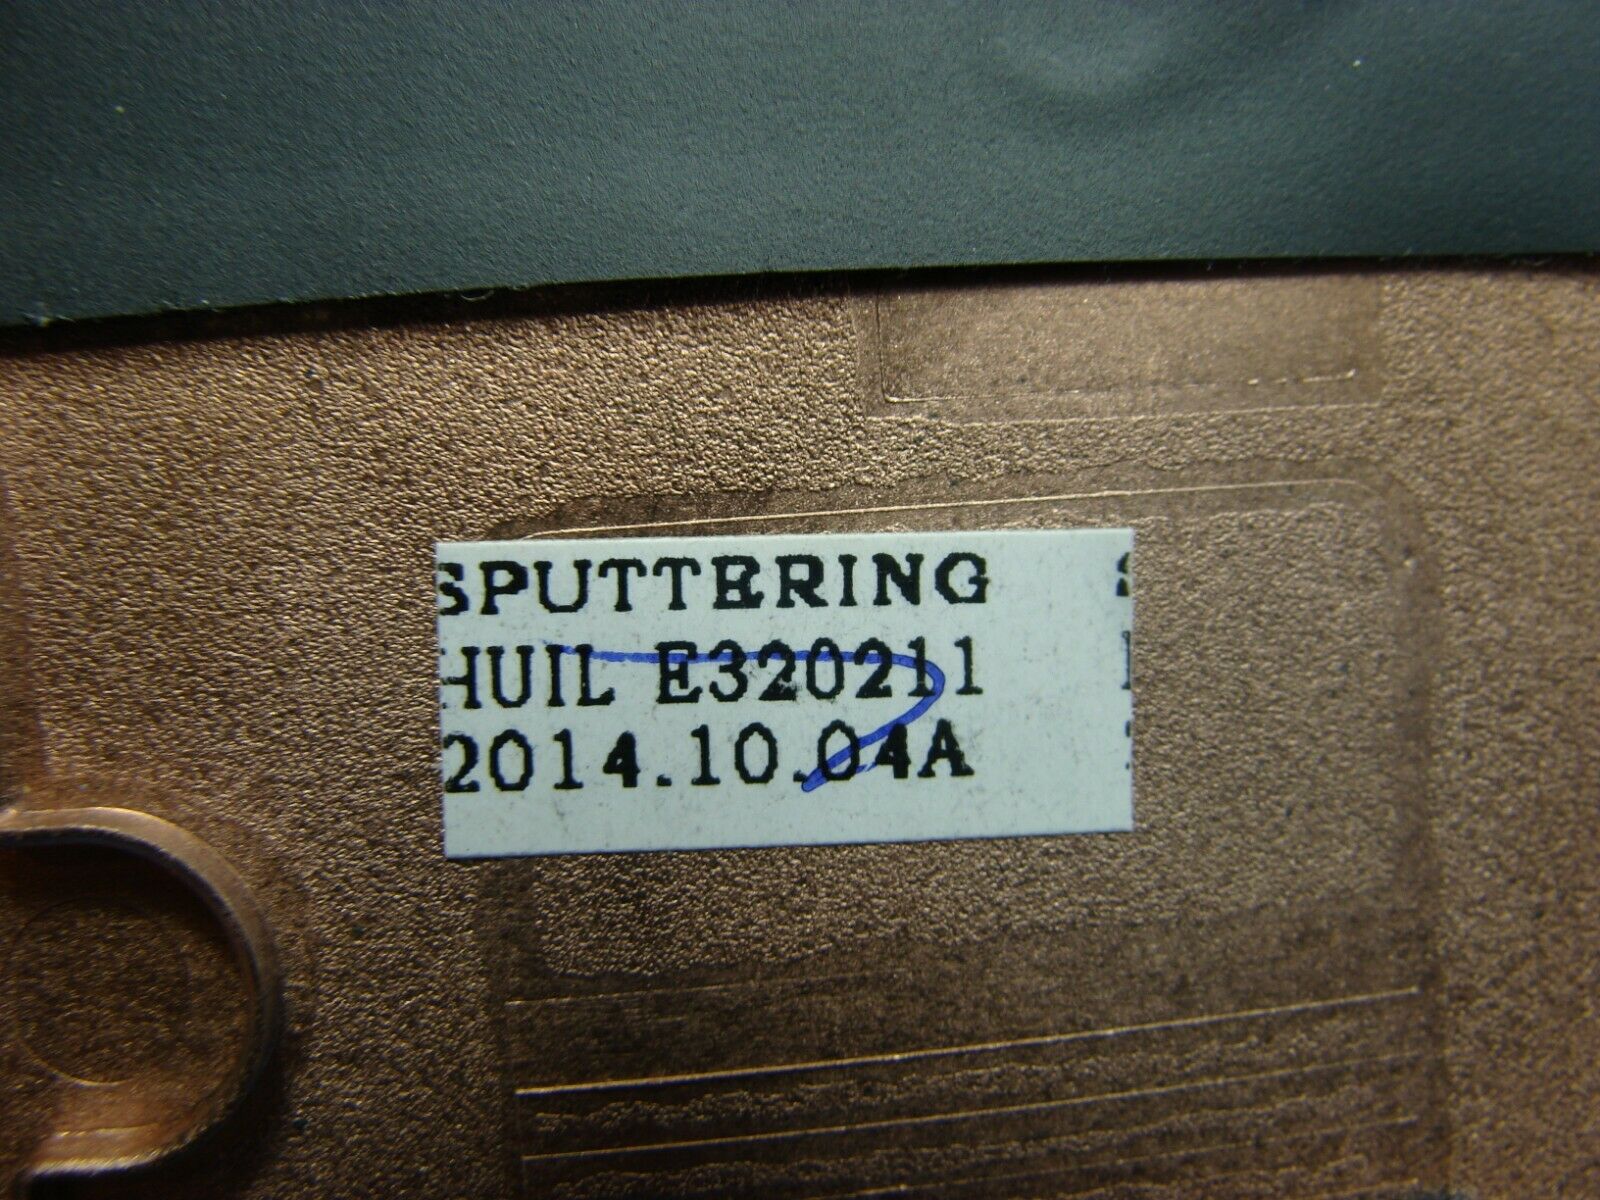 SPUTTERING
HUIL E320211
2014.10.04A